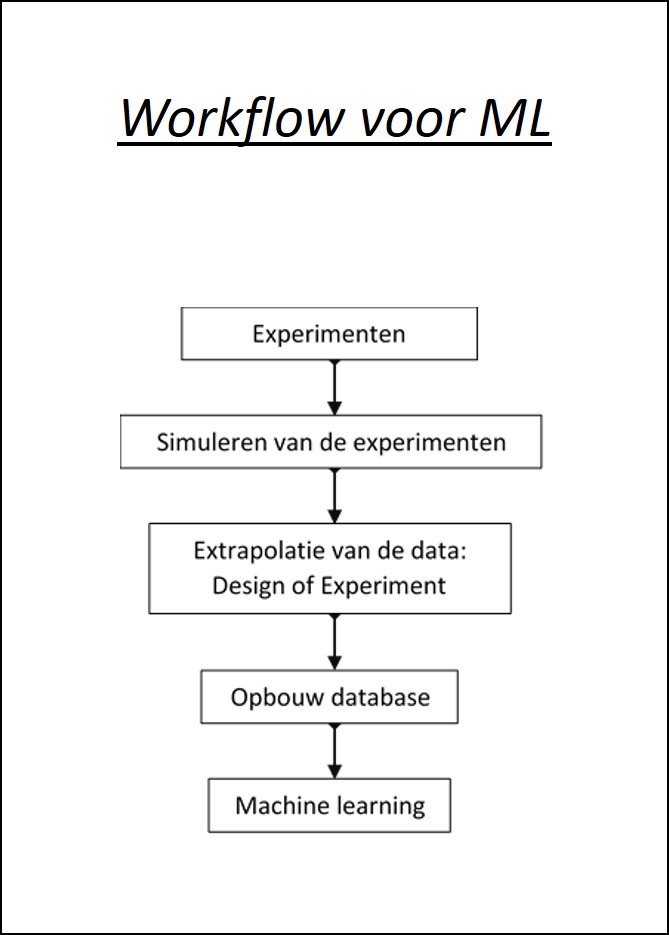 Workflow voor ML
Experimenten
Simuleren van de experimenten
Extrapolatie van de data:
Design of Experiment
Opbouw database
Machine learning